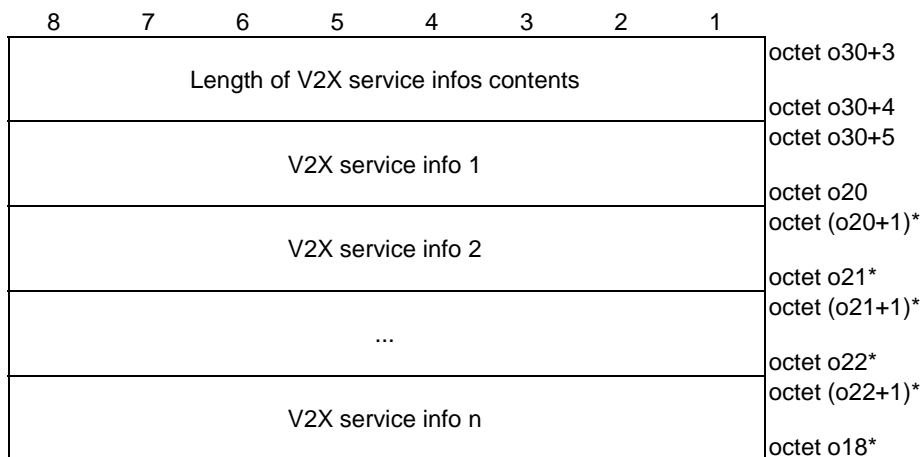 8 7 6 5 4 3 2 1
octet o30+3
Length of V2X service infos contents
octet o30+4
octet o30+5
V2X service info 1
octet o20
octet (o20+1)*
V2X service info 2
octet o21*
octet (o21+1)*
...
octet o22*
octet (o22+1)*
V2X service info n
octet o18*